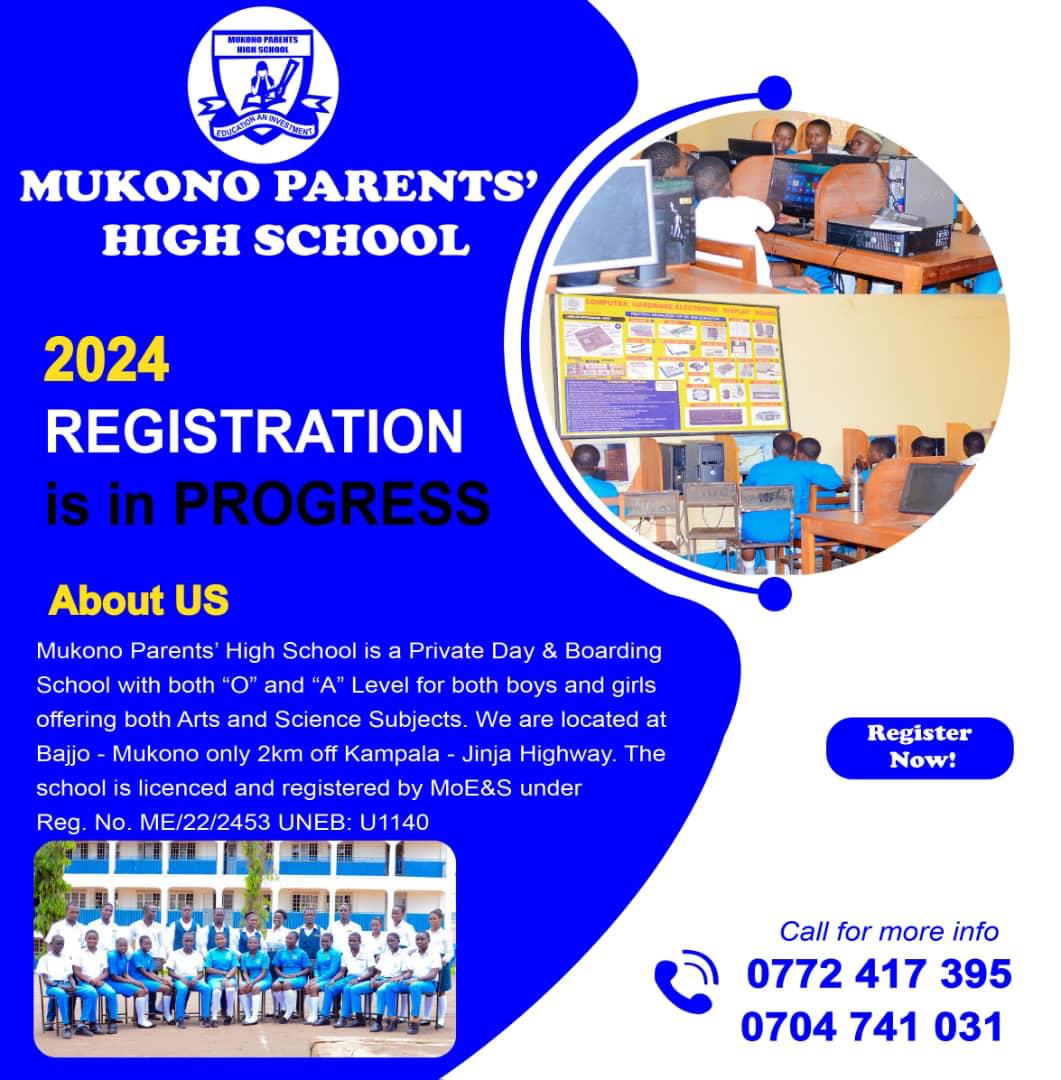 MUKONO PARENTS
HIGH SCHOOL
EDUCATION AN INVESTMENT
MUKONO PARENTS’
HIGH SCHOOL
2024
REGISTRATION
is in PROGRESS
COMPUTER HARDWARE ELECTRONIC DISPLAY BOARD
About US
Mukono Parents’ High School is a Private Day & Boarding
School with both “O” and “A” Level for both boys and girls
offering both Arts and Science Subjects. We are located at
Bajjo - Mukono only 2km off Kampala - Jinja Highway. The
school is licenced and registered by MoE&S under
Reg. No. ME/22/2453 UNEB: U1140
Register
Now!
Call for more info
0772 417 395
0704 741 031